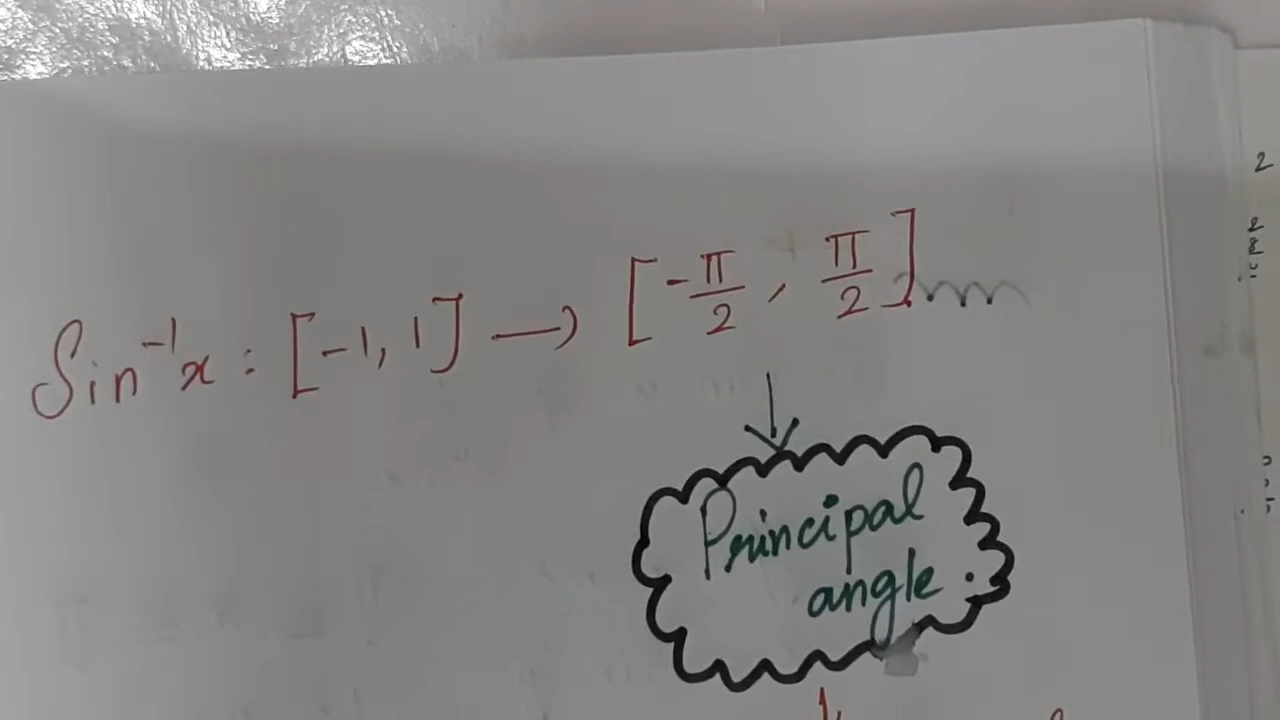 Sin⁻¹x : [-1, 1] → [-π/2, π/2]
↓
Principal
angle.